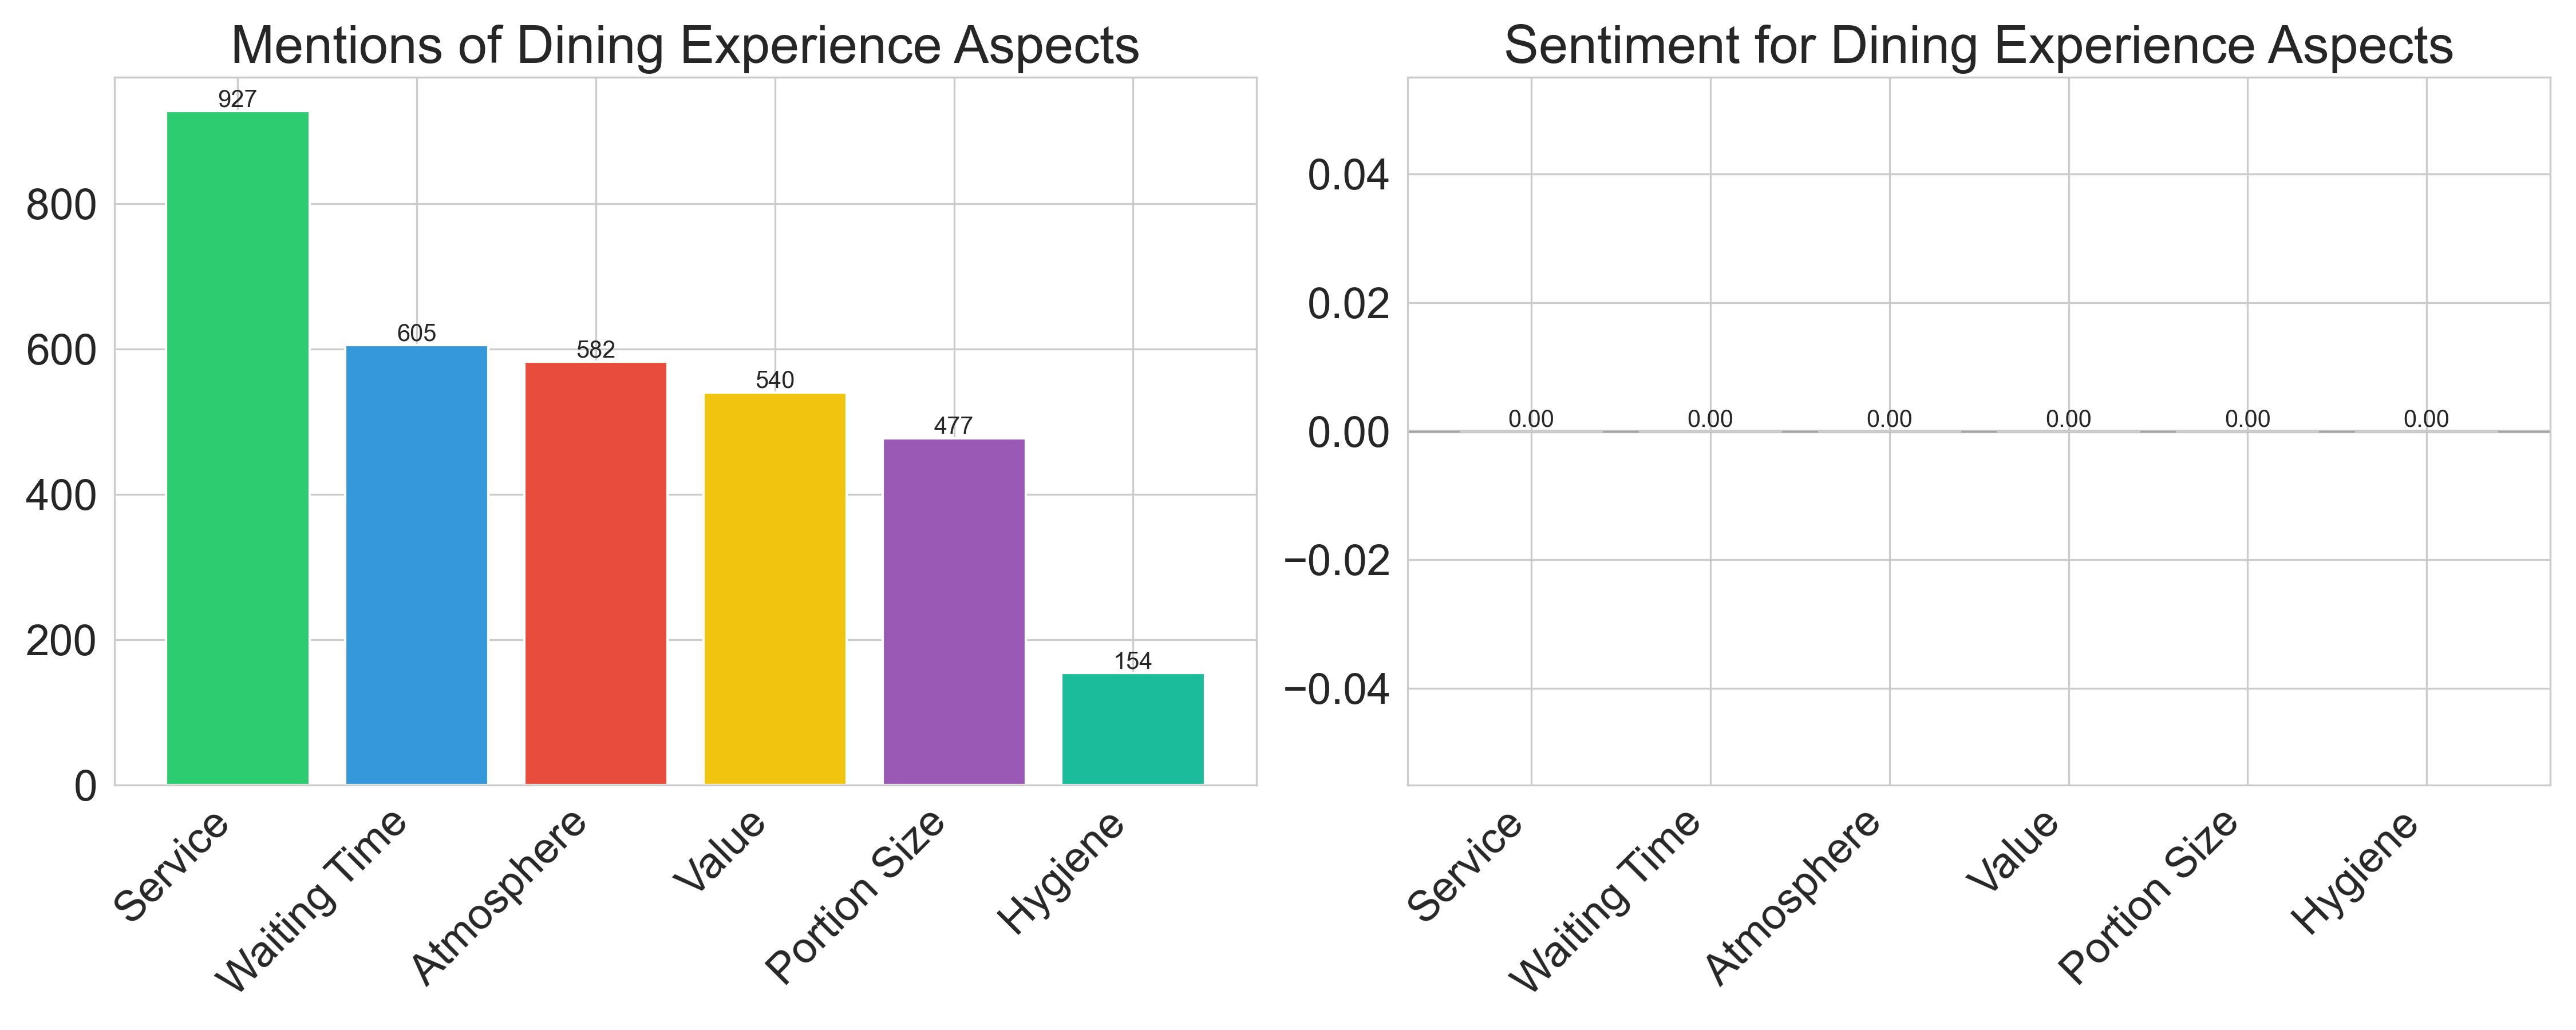 Mentions of Dining Experience Aspects
927
800
605
600
582
540
477
400
200
154
0
Service
Waiting Time
Atmosphere
Value
Portion Size
Hygiene
Sentiment for Dining Experience Aspects
0.04
0.02
0.00
0.00 0.00 0.00 0.00 0.00 0.00
−0.02
−0.04
Service
Waiting Time
Atmosphere
Value
Portion Size
Hygiene